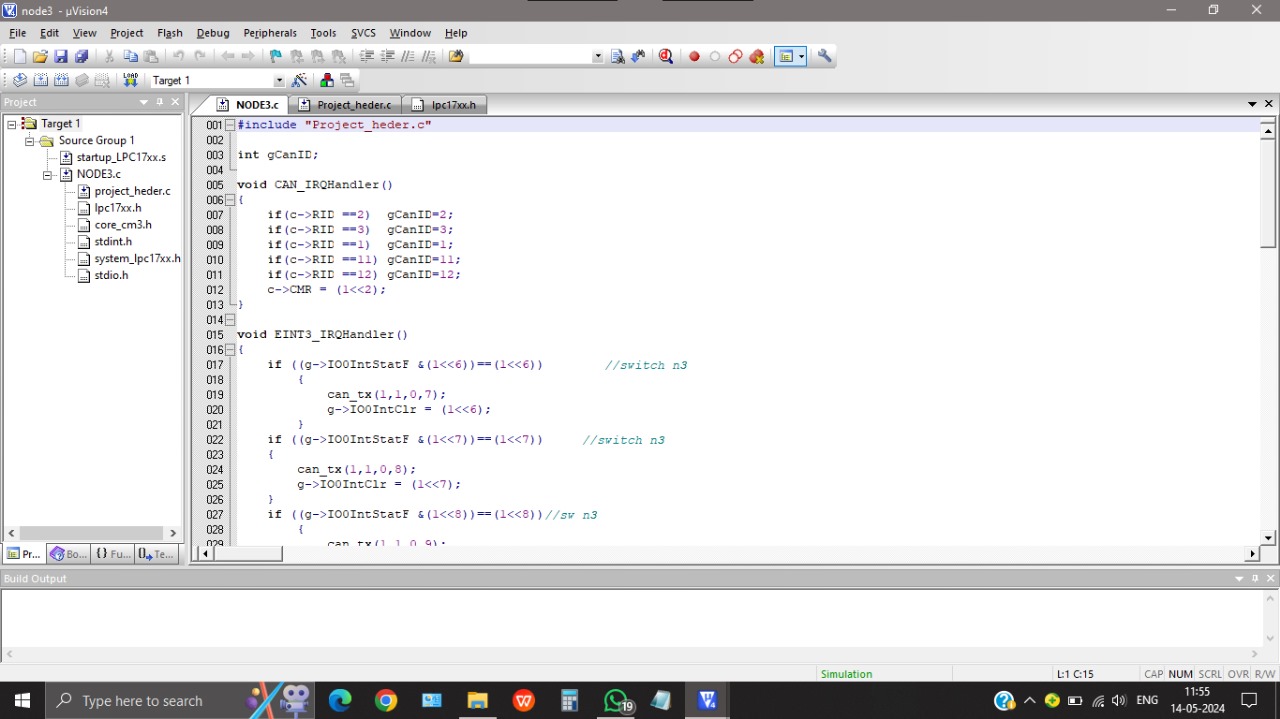 node3 - µVision4
File Edit View Project Flash Debug Peripherals Tools SVCS Window Help
LOAD Target 1
Project
NODE3.c Project_heder.c lpc17xx.h
Target 1
Source Group 1
startup_LPC17xx.s
NODE3.c
project_heder.c
lpc17xx.h
core_cm3.h
stdint.h
system_lpc17xx.h
stdio.h
Pr... Bo... {} Fu... Te...
001 #include "Project_heder.c"
002
003 int gCanID;
004
005 void CAN_IRQHandler()
006 {
007 if(c->RID ==2) gCanID=2;
008 if(c->RID ==3) gCanID=3;
009 if(c->RID ==1) gCanID=1;
010 if(c->RID ==11) gCanID=11;
011 if(c->RID ==12) gCanID=12;
012 c->CMR = (1<<2);
013 }
014
015 void EINT3_IRQHandler()
016 {
017 if ((g->IO0IntStatF &(1<<6))==(1<<6)) //switch n3
018 {
019 can_tx(1,1,0,7);
020 g->IO0IntClr = (1<<6);
021 }
022 if ((g->IO0IntStatF &(1<<7))==(1<<7)) //switch n3
023 {
024 can_tx(1,1,0,8);
025 g->IO0IntClr = (1<<7);
026 }
027 if ((g->IO0IntStatF &(1<<8))==(1<<8))//sw n3
028 {
029 can_tx(1,1,0,9);
Build Output
Simulation L:1 C:15 CAP NUM SCRL OVR R/W
Type here to search 19 ENG 11:55
14-05-2024